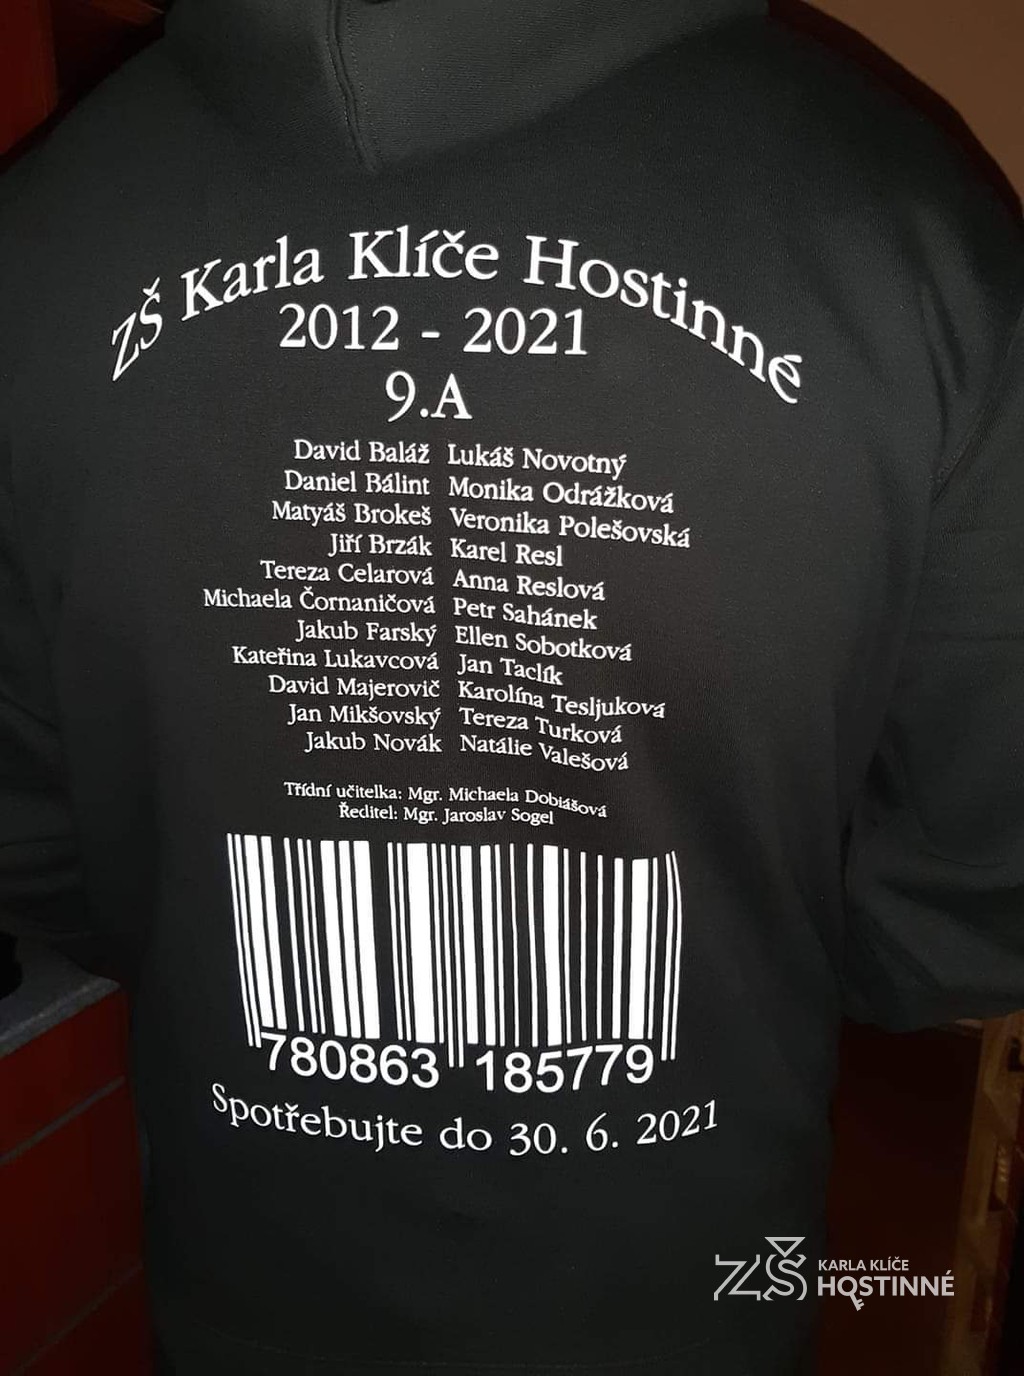 ZŠ Karla Klíče Hostinné
2012 - 2021
9.A
David Baláž Lukáš Novotný
Daniel Bálint Monika Odrážková
Matyáš Brokeš Veronika Polešovská
Jiří Brzák Karel Resl
Tereza Celarová Anna Reslová
Michaela Čornaničová Petr Sahánek
Jakub Farský Ellen Sobotková
Kateřina Lukavcová Jan Taclík
David Majerovič Karolína Tesljuková
Jan Mikšovský Tereza Turková
Jakub Novák Natálie Valešová
Třídní učitelka: Mgr. Michaela Dobiášová
Ředitel: Mgr. Jaroslav Sogel
780863 185779
Spotřebujte do 30. 6. 2021
ZŠ KARLA KLÍČE
HOSTINNÉ